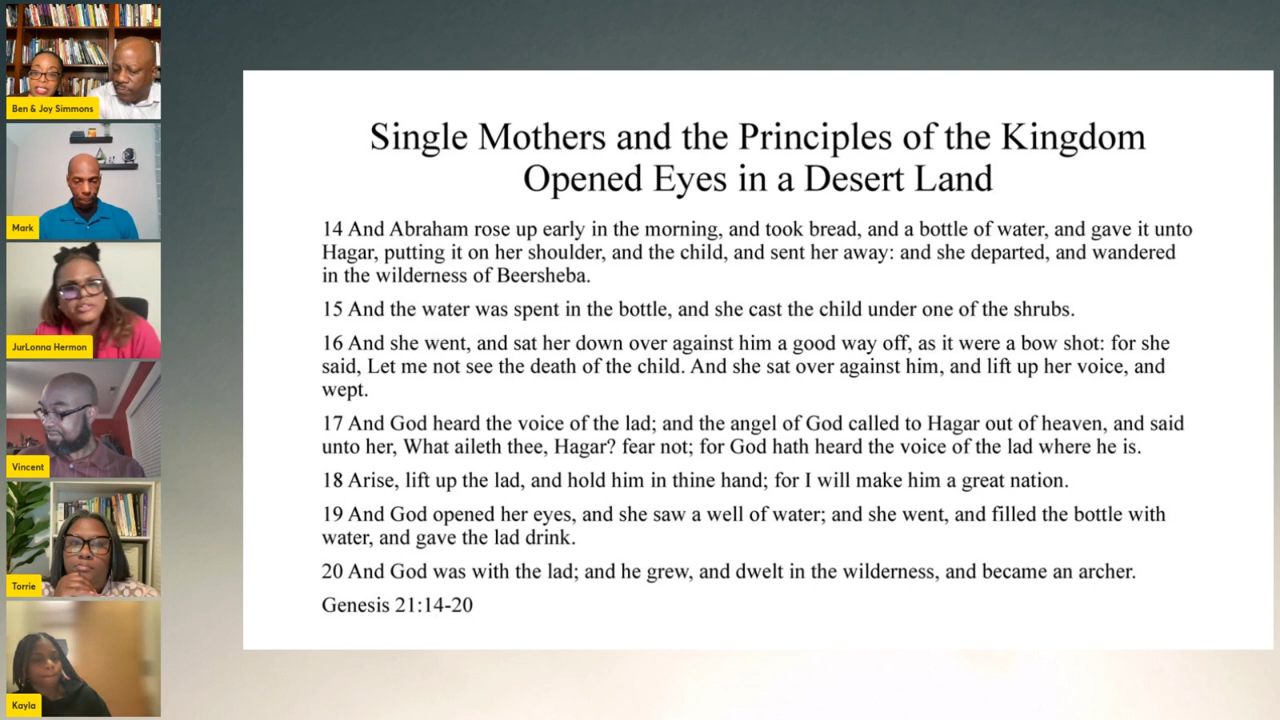 Ben & Joy Simmons
Mark
JurLonna Hermon
Vincent
Torrie
Kayla
Single Mothers and the Principles of the Kingdom
Opened Eyes in a Desert Land
14 And Abraham rose up early in the morning, and took bread, and a bottle of water, and gave it unto
Hagar, putting it on her shoulder, and the child, and sent her away: and she departed, and wandered
in the wilderness of Beersheba.
15 And the water was spent in the bottle, and she cast the child under one of the shrubs.
16 And she went, and sat her down over against him a good way off, as it were a bow shot: for she
said, Let me not see the death of the child. And she sat over against him, and lift up her voice, and
wept.
17 And God heard the voice of the lad; and the angel of God called to Hagar out of heaven, and said
unto her, What aileth thee, Hagar? fear not; for God hath heard the voice of the lad where he is.
18 Arise, lift up the lad, and hold him in thine hand; for I will make him a great nation.
19 And God opened her eyes, and she saw a well of water; and she went, and filled the bottle with
water, and gave the lad drink.
20 And God was with the lad; and he grew, and dwelt in the wilderness, and became an archer.
Genesis 21:14-20